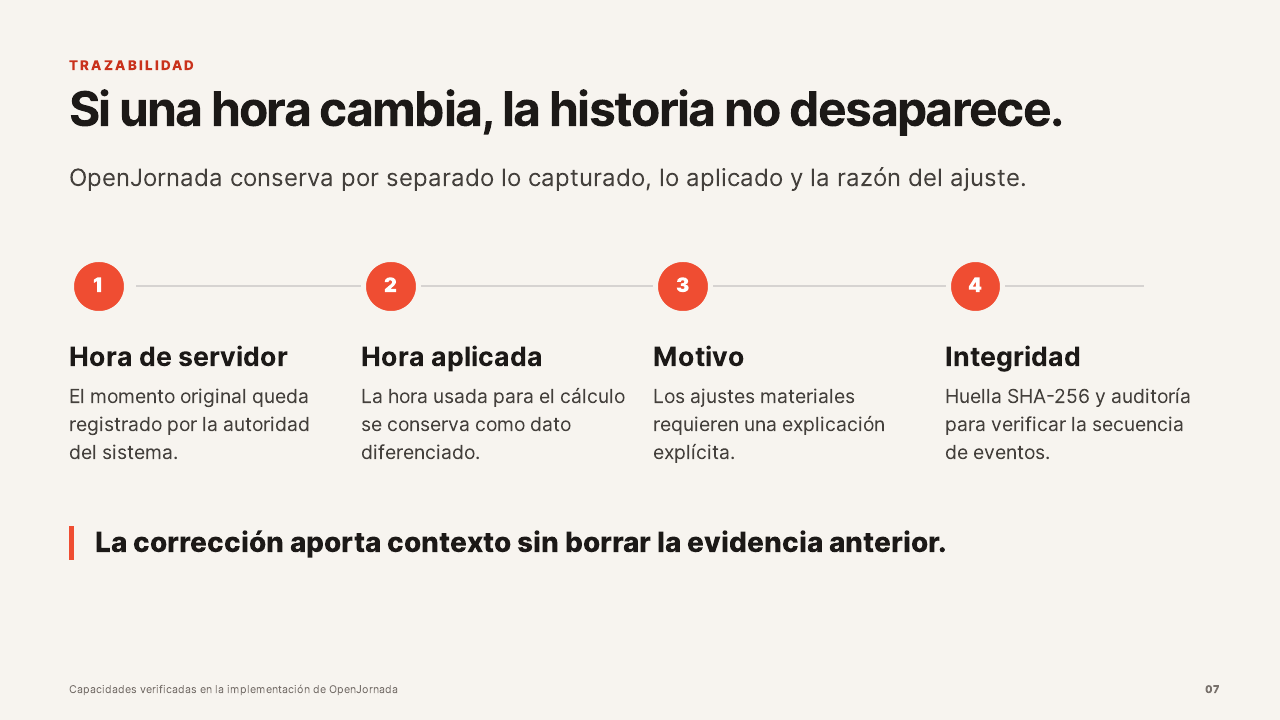 TRAZABILIDAD
Si una hora cambia, la historia no desaparece.
OpenJornada conserva por separado lo capturado, lo aplicado y la razón del ajuste.
1
2
3
4
Hora de servidor
El momento original queda
registrado por la autoridad
del sistema.
Hora aplicada
La hora usada para el cálculo
se conserva como dato
diferenciado.
Motivo
Los ajustes materiales
requieren una explicación
explícita.
Integridad
Huella SHA-256 y auditoría
para verificar la secuencia
de eventos.
La corrección aporta contexto sin borrar la evidencia anterior.
Capacidades verificadas en la implementación de OpenJornada
07